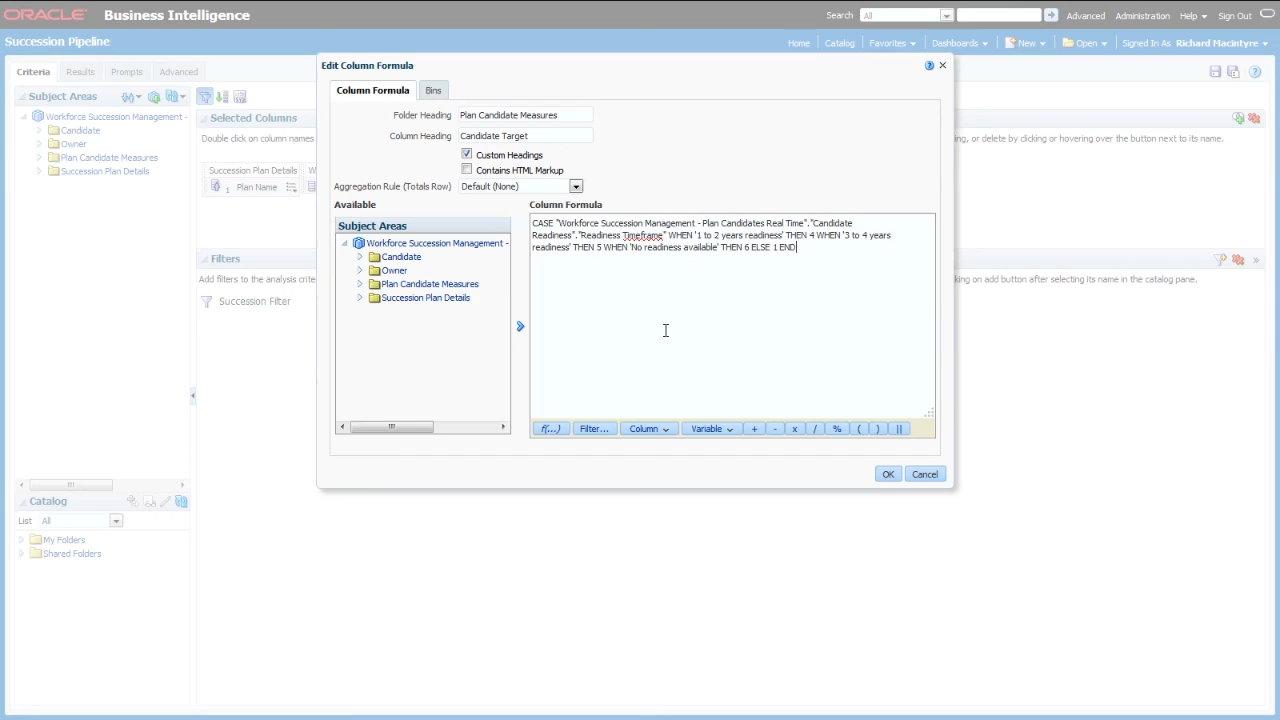 ORACLE Business Intelligence
Search All Advanced Administration Help Sign Out
Succession Pipeline
Home Catalog Favorites Dashboards New Open Signed In As Richard Macintyre
Criteria Results Prompts Advanced
Subject Areas
Workforce Succession Management -
Candidate
Owner
Plan Candidate Measures
Succession Plan Details
Selected Columns
Double click on column names
ing, or delete by clicking or hovering over the button next to its name.
Succession Plan Details
Plan Name
Filters
Add filters to the analysis
king on add button after selecting its name in the catalog pane.
Succession Filter
Catalog
List All
My Folders
Shared Folders
Edit Column Formula
Column Formula Bins
Folder Heading Plan Candidate Measures
Column Heading Candidate Target
Custom Headings
Contains HTML Markup
Aggregation Rule (Totals Row) Default (None)
Available
Subject Areas
Workforce Succession Management -
Candidate
Owner
Plan Candidate Measures
Succession Plan Details
Column Formula
CASE "Workforce Succession Management - Plan Candidates Real Time"."Candidate
Readiness"."Readiness Timeframe" WHEN '1 to 2 years readiness' THEN 4 WHEN '3 to 4 years
readiness' THEN 5 WHEN 'No readiness available' THEN 6 ELSE 1 END
f(...) Filter... Column Variable + - x / % ( ) ||
OK Cancel